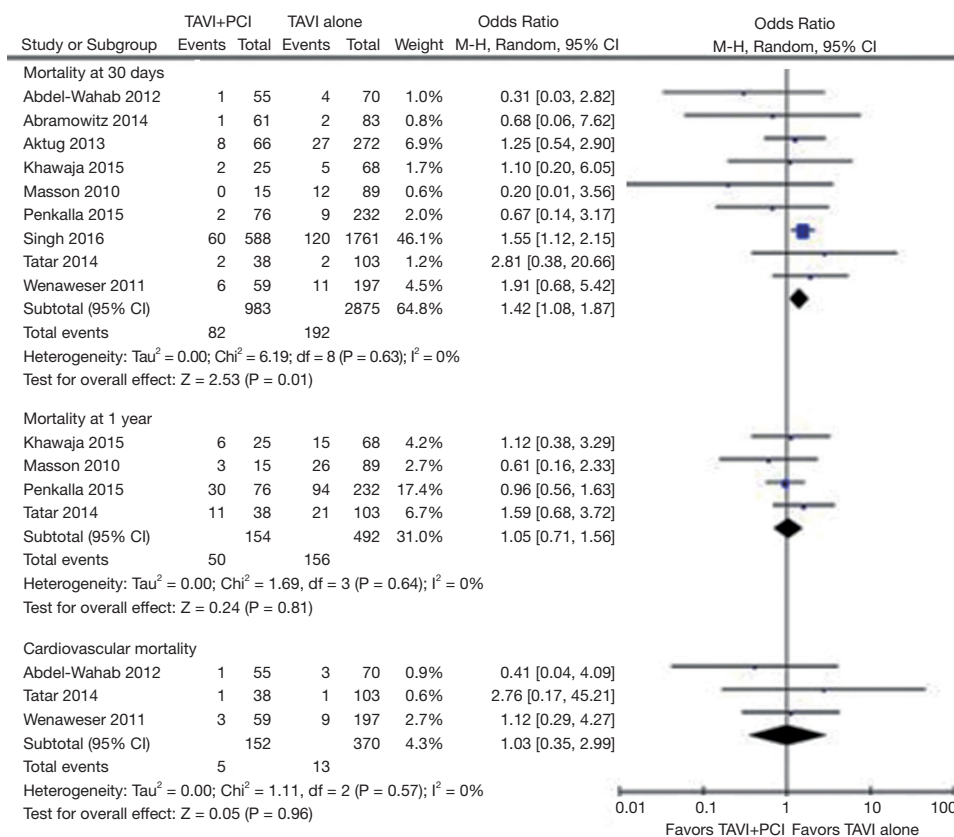 TAVI+PCI TAVI alone Odds Ratio Odds Ratio
Study or Subgroup Events Total Events Total Weight M-H, Random, 95% CI M-H, Random, 95% CI
Mortality at 30 days
Abdel-Wahab 2012 1 55 4 70 1.0% 0.31 [0.03, 2.82]
Abramowitz 2014 1 61 2 83 0.8% 0.68 [0.06, 7.62]
Aktug 2013 8 66 27 272 6.9% 1.25 [0.54, 2.90]
Khawaja 2015 2 25 5 68 1.7% 1.10 [0.20, 6.05]
Masson 2010 0 15 12 89 0.6% 0.20 [0.01, 3.56]
Penkalla 2015 2 76 9 232 2.0% 0.67 [0.14, 3.17]
Singh 2016 60 588 120 1761 46.1% 1.55 [1.12, 2.15]
Tatar 2014 2 38 2 103 1.2% 2.81 [0.38, 20.66]
Wenaweser 2011 6 59 11 197 4.5% 1.91 [0.68, 5.42]
Subtotal (95% CI) 983 2875 64.8% 1.42 [1.08, 1.87]
Total events 82 192
Heterogeneity: Tau² = 0.00; Chi² = 6.19; df = 8 (P = 0.63); I² = 0%
Test for overall effect: Z = 2.53 (P = 0.01)
Mortality at 1 year
Khawaja 2015 6 25 15 68 4.2% 1.12 [0.38, 3.29]
Masson 2010 3 15 26 89 2.7% 0.61 [0.16, 2.33]
Penkalla 2015 30 76 94 232 17.4% 0.96 [0.56, 1.63]
Tatar 2014 11 38 21 103 6.7% 1.59 [0.68, 3.72]
Subtotal (95% CI) 154 492 31.0% 1.05 [0.71, 1.56]
Total events 50 156
Heterogeneity: Tau² = 0.00; Chi² = 1.69, df = 3 (P = 0.64); I² = 0%
Test for overall effect: Z = 0.24 (P = 0.81)
Cardiovascular mortality
Abdel-Wahab 2012 1 55 3 70 0.9% 0.41 [0.04, 4.09]
Tatar 2014 1 38 1 103 0.6% 2.76 [0.17, 45.21]
Wenaweser 2011 3 59 9 197 2.7% 1.12 [0.29, 4.27]
Subtotal (95% CI) 152 370 4.3% 1.03 [0.35, 2.99]
Total events 5 13
Heterogeneity: Tau² = 0.00; Chi² = 1.11, df = 2 (P = 0.57); I² = 0%
Test for overall effect: Z = 0.05 (P = 0.96)
0.01 0.1 1 10 100
Favors TAVI+PCI Favors TAVI alone